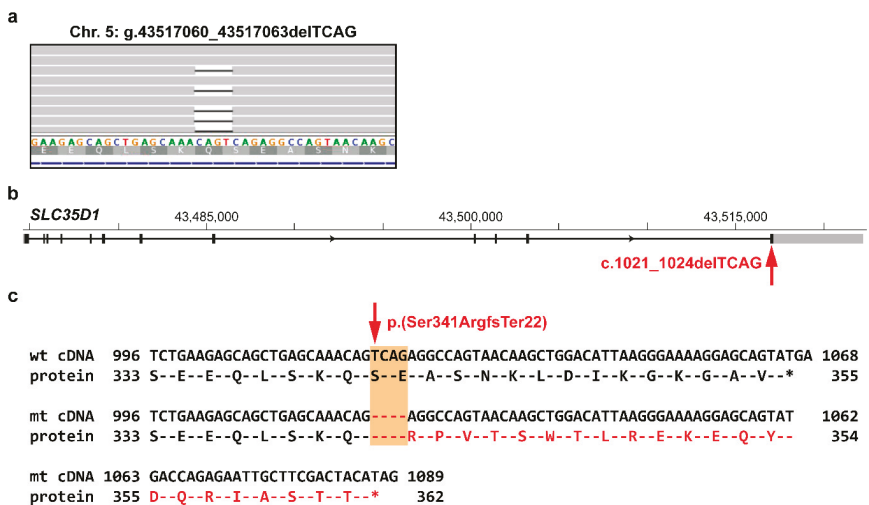 a
Chr. 5: g.43517060_43517063delTCAG
GAAGAGCAGCTGAGCAAACAGTCAGAGGCCAGTAACAAGC
E E Q L S K Q S E A S N K
b
SLC35D1 43,485,000 43,500,000 43,515,000
c.1021_1024delTCAG
c
p.(Ser341ArgfsTer22)
wt cDNA 996 TCTGAAGAGCAGCTGAGCAAACAGTCAGAGGCCAGTAACAAGCTGGACATTAAGGGAAAAGGAGCAGTATGA 1068
protein 333 S--E--E--Q--L--S--K--Q--S--E--A--S--N--K--L--D--I--K--G--K--G--A--V--* 355
mt cDNA 996 TCTGAAGAGCAGCTGAGCAAACAG----AGGCCAGTAACAAGCTGGACATTAAGGGAAAAGGAGCAGTAT 1062
protein 333 S--E--E--Q--L--S--K--Q------R--P--V--T--S--W--T--L--R--E--K--E--Q--Y-- 354
mt cDNA 1063 GACCAGAGAATTGCTTCGACTACATAG 1089
protein 355 D--Q--R--I--A--S--T--T--* 362